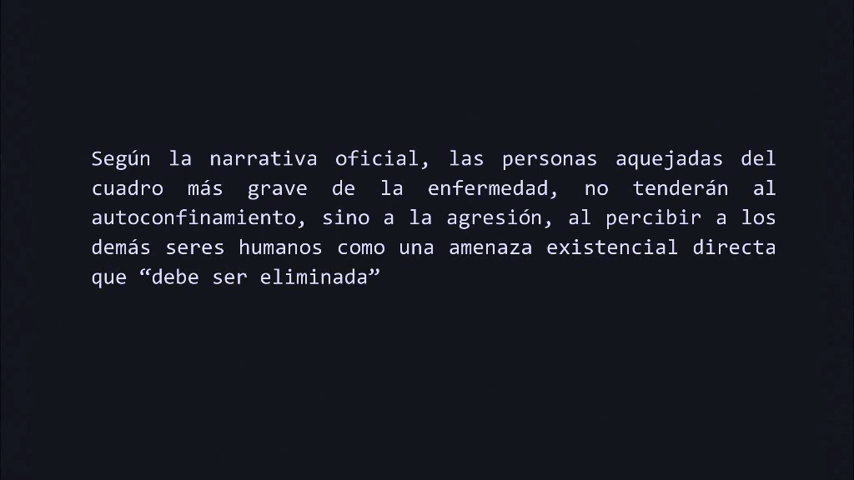 Según la narrativa oficial, las personas aquejadas del
cuadro más grave de la enfermedad, no tenderán al
autoconfinamiento, sino a la agresión, al percibir a los
demás seres humanos como una amenaza existencial directa
que “debe ser eliminada”